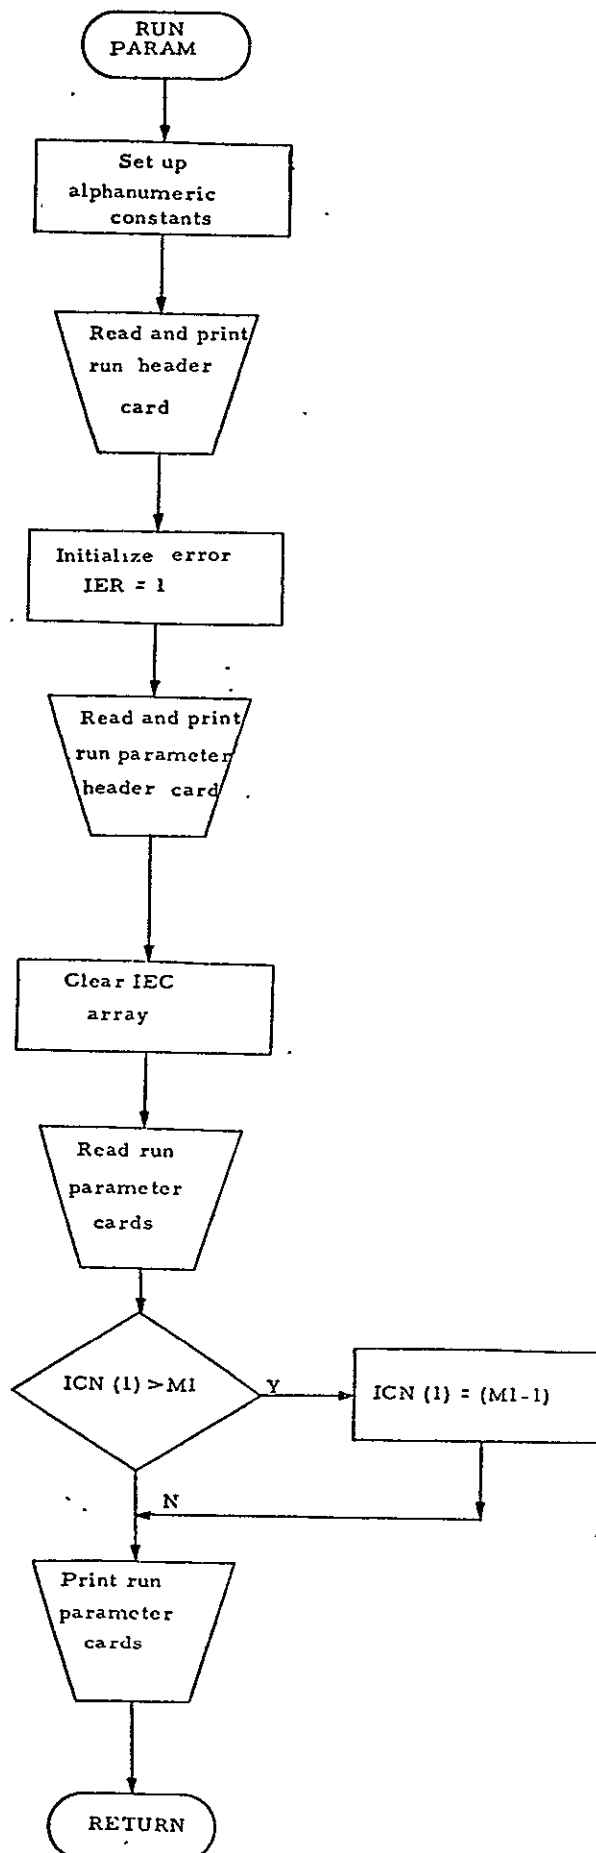 RUN
PARAM
Set up
alphanumeric
constants
Read and print
run header
card
Initialize error
IER = 1
Read and print
run parameter
header card
Clear IEC
array
Read run
parameter
cards
ICN (1) > M1
Y
ICN (1) = (M1-1)
N
Print run
parameter
cards
RETURN